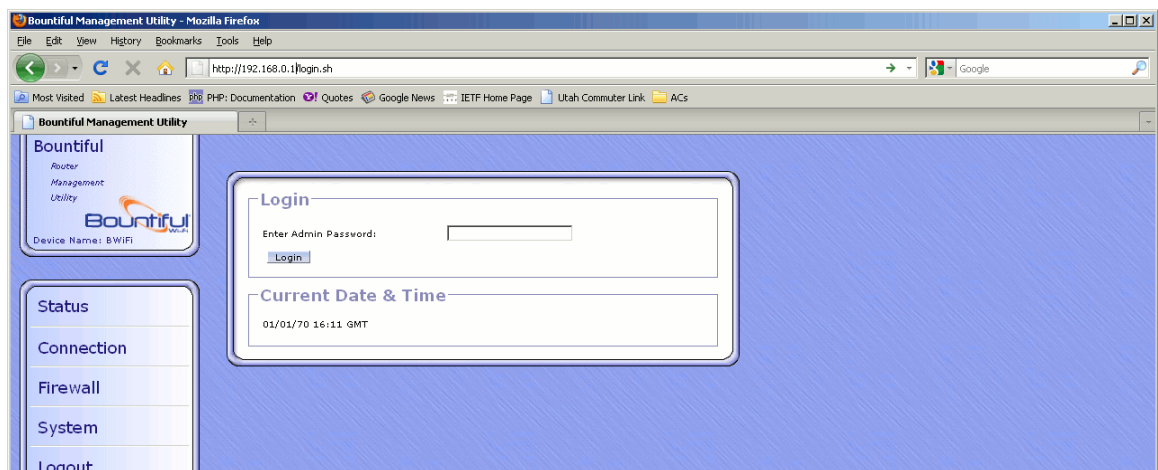 Bountiful Management Utility - Mozilla Firefox
File Edit View History Bookmarks Tools Help
http://192.168.0.1/login.sh
Google
Most Visited Latest Headlines PHP: Documentation Quotes Google News IETF Home Page Utah Commuter Link ACs
Bountiful Management Utility
Bountiful
Router
Management
Utility
Bountiful
WiFi
Device Name: BWiFi
Status
Connection
Firewall
System
Logout
Login
Enter Admin Password:
Login
Current Date & Time
01/01/70 16:11 GMT